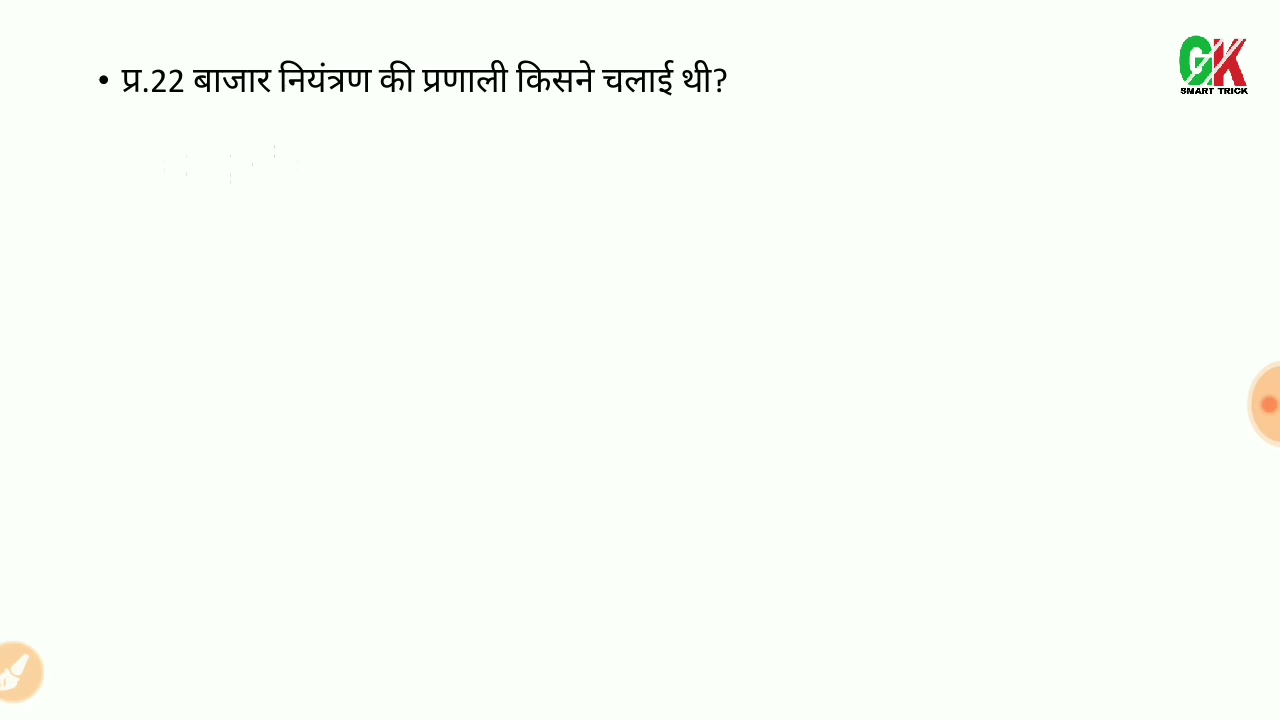 • प्र.22 बाजार नियंत्रण की प्रणाली किसने चलाई थी?
GK
SMART TRICK